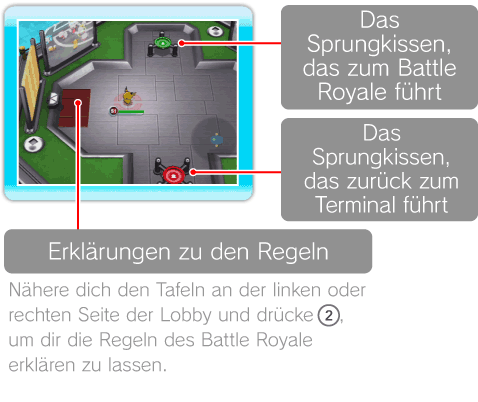 Das
Sprungkissen,
das zum Battle
Royale führt
Das
Sprungkissen,
das zurück zum
Terminal führt
Erklärungen zu den Regeln
Nähere dich den Tafeln an der linken oder
rechten Seite der Lobby und drücke 2,
um dir die Regeln des Battle Royale
erklären zu lassen.